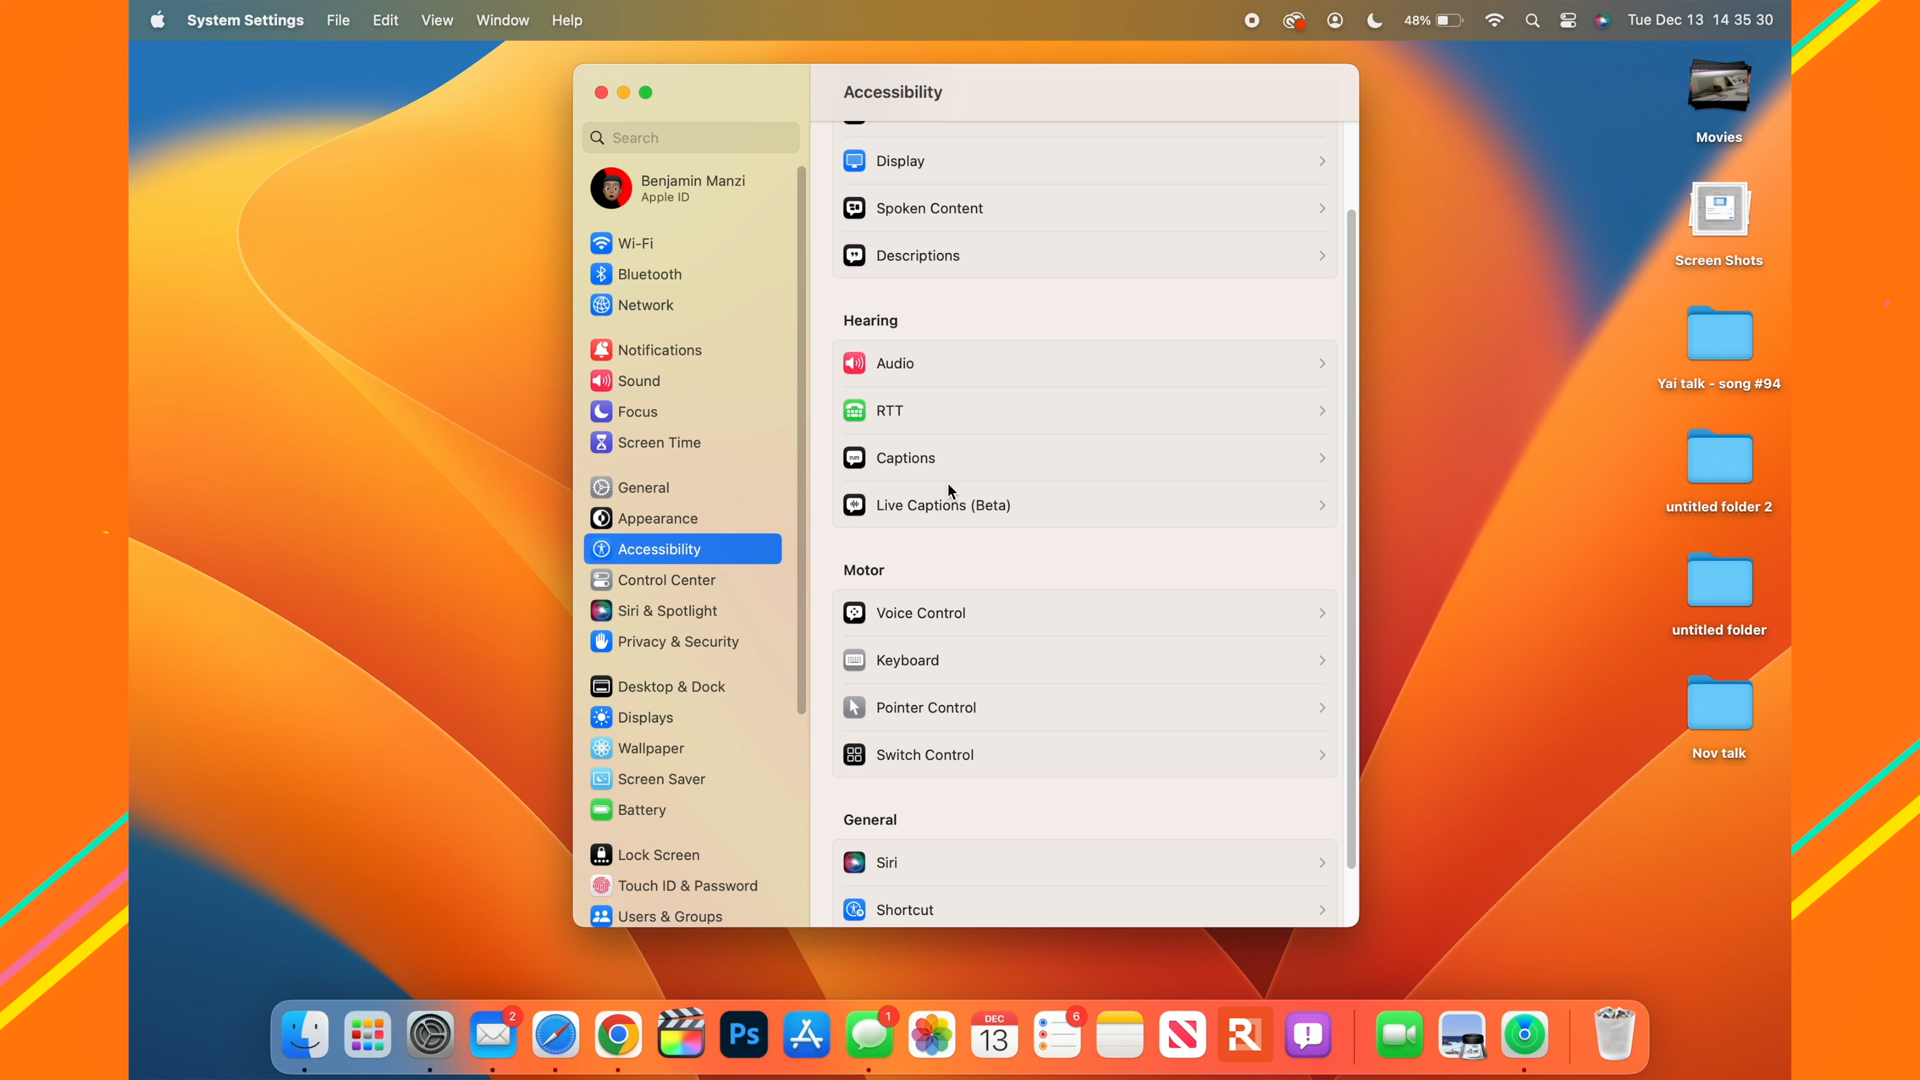 System Settings File Edit View Window Help 48% Tue Dec 13 14 35 30
Accessibility
Search
Benjamin Manzi
Apple ID
Wi-Fi
Bluetooth
Network
Notifications
Sound
Focus
Screen Time
General
Appearance
Accessibility
Control Center
Siri & Spotlight
Privacy & Security
Desktop & Dock
Displays
Wallpaper
Screen Saver
Battery
Lock Screen
Touch ID & Password
Users & Groups
Display
Spoken Content
Descriptions
Hearing
Audio
RTT
Captions
Live Captions (Beta)
Motor
Voice Control
Keyboard
Pointer Control
Switch Control
General
Siri
Shortcut
Movies
Screen Shots
Yai talk - song #94
untitled folder 2
untitled folder
Nov talk
2
Ps
1
DEC
13
6